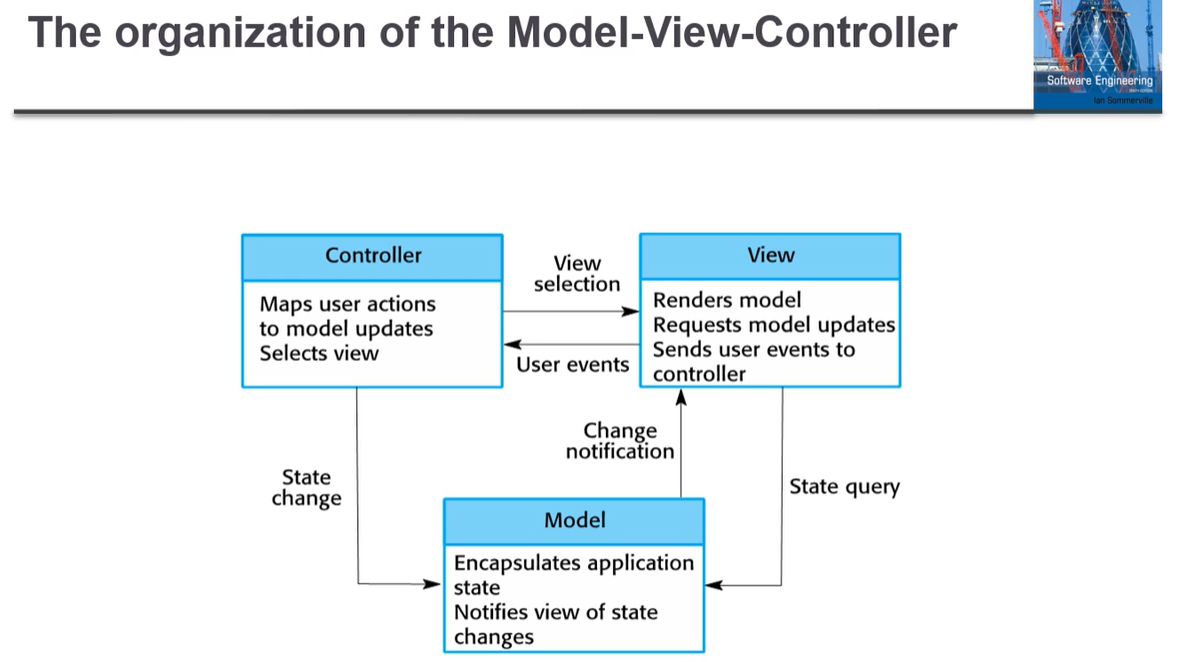 The organization of the Model-View-Controller
Software Engineering
Ian Sommerville
Controller
Maps user actions
to model updates
Selects view
View
selection
User events
View
Renders model
Requests model updates
Sends user events to
controller
Change
notification
State
change
State query
Model
Encapsulates application
state
Notifies view of state
changes